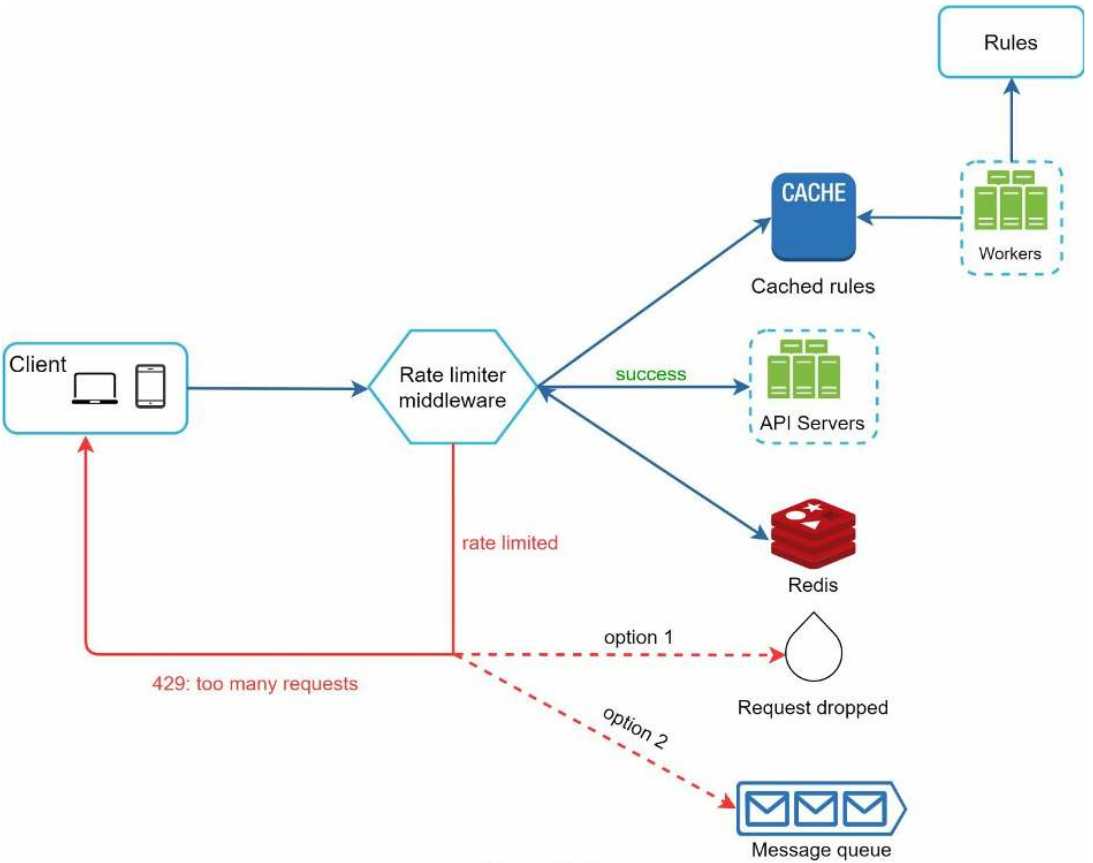 Rules
CACHE
Workers
Cached rules
Client
Rate limiter
middleware
success
API Servers
rate limited
Redis
option 1
429: too many requests
Request dropped
option 2
Message queue